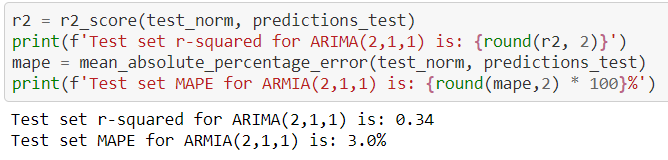 r2 = r2_score(test_norm, predictions_test)
print(f'Test set r-squared for ARIMA(2,1,1) is: {round(r2, 2)}')
mape = mean_absolute_percentage_error(test_norm, predictions_test)
print(f'Test set MAPE for ARMIA(2,1,1) is: {round(mape,2) * 100}%')
Test set r-squared for ARIMA(2,1,1) is: 0.34
Test set MAPE for ARMIA(2,1,1) is: 3.0%